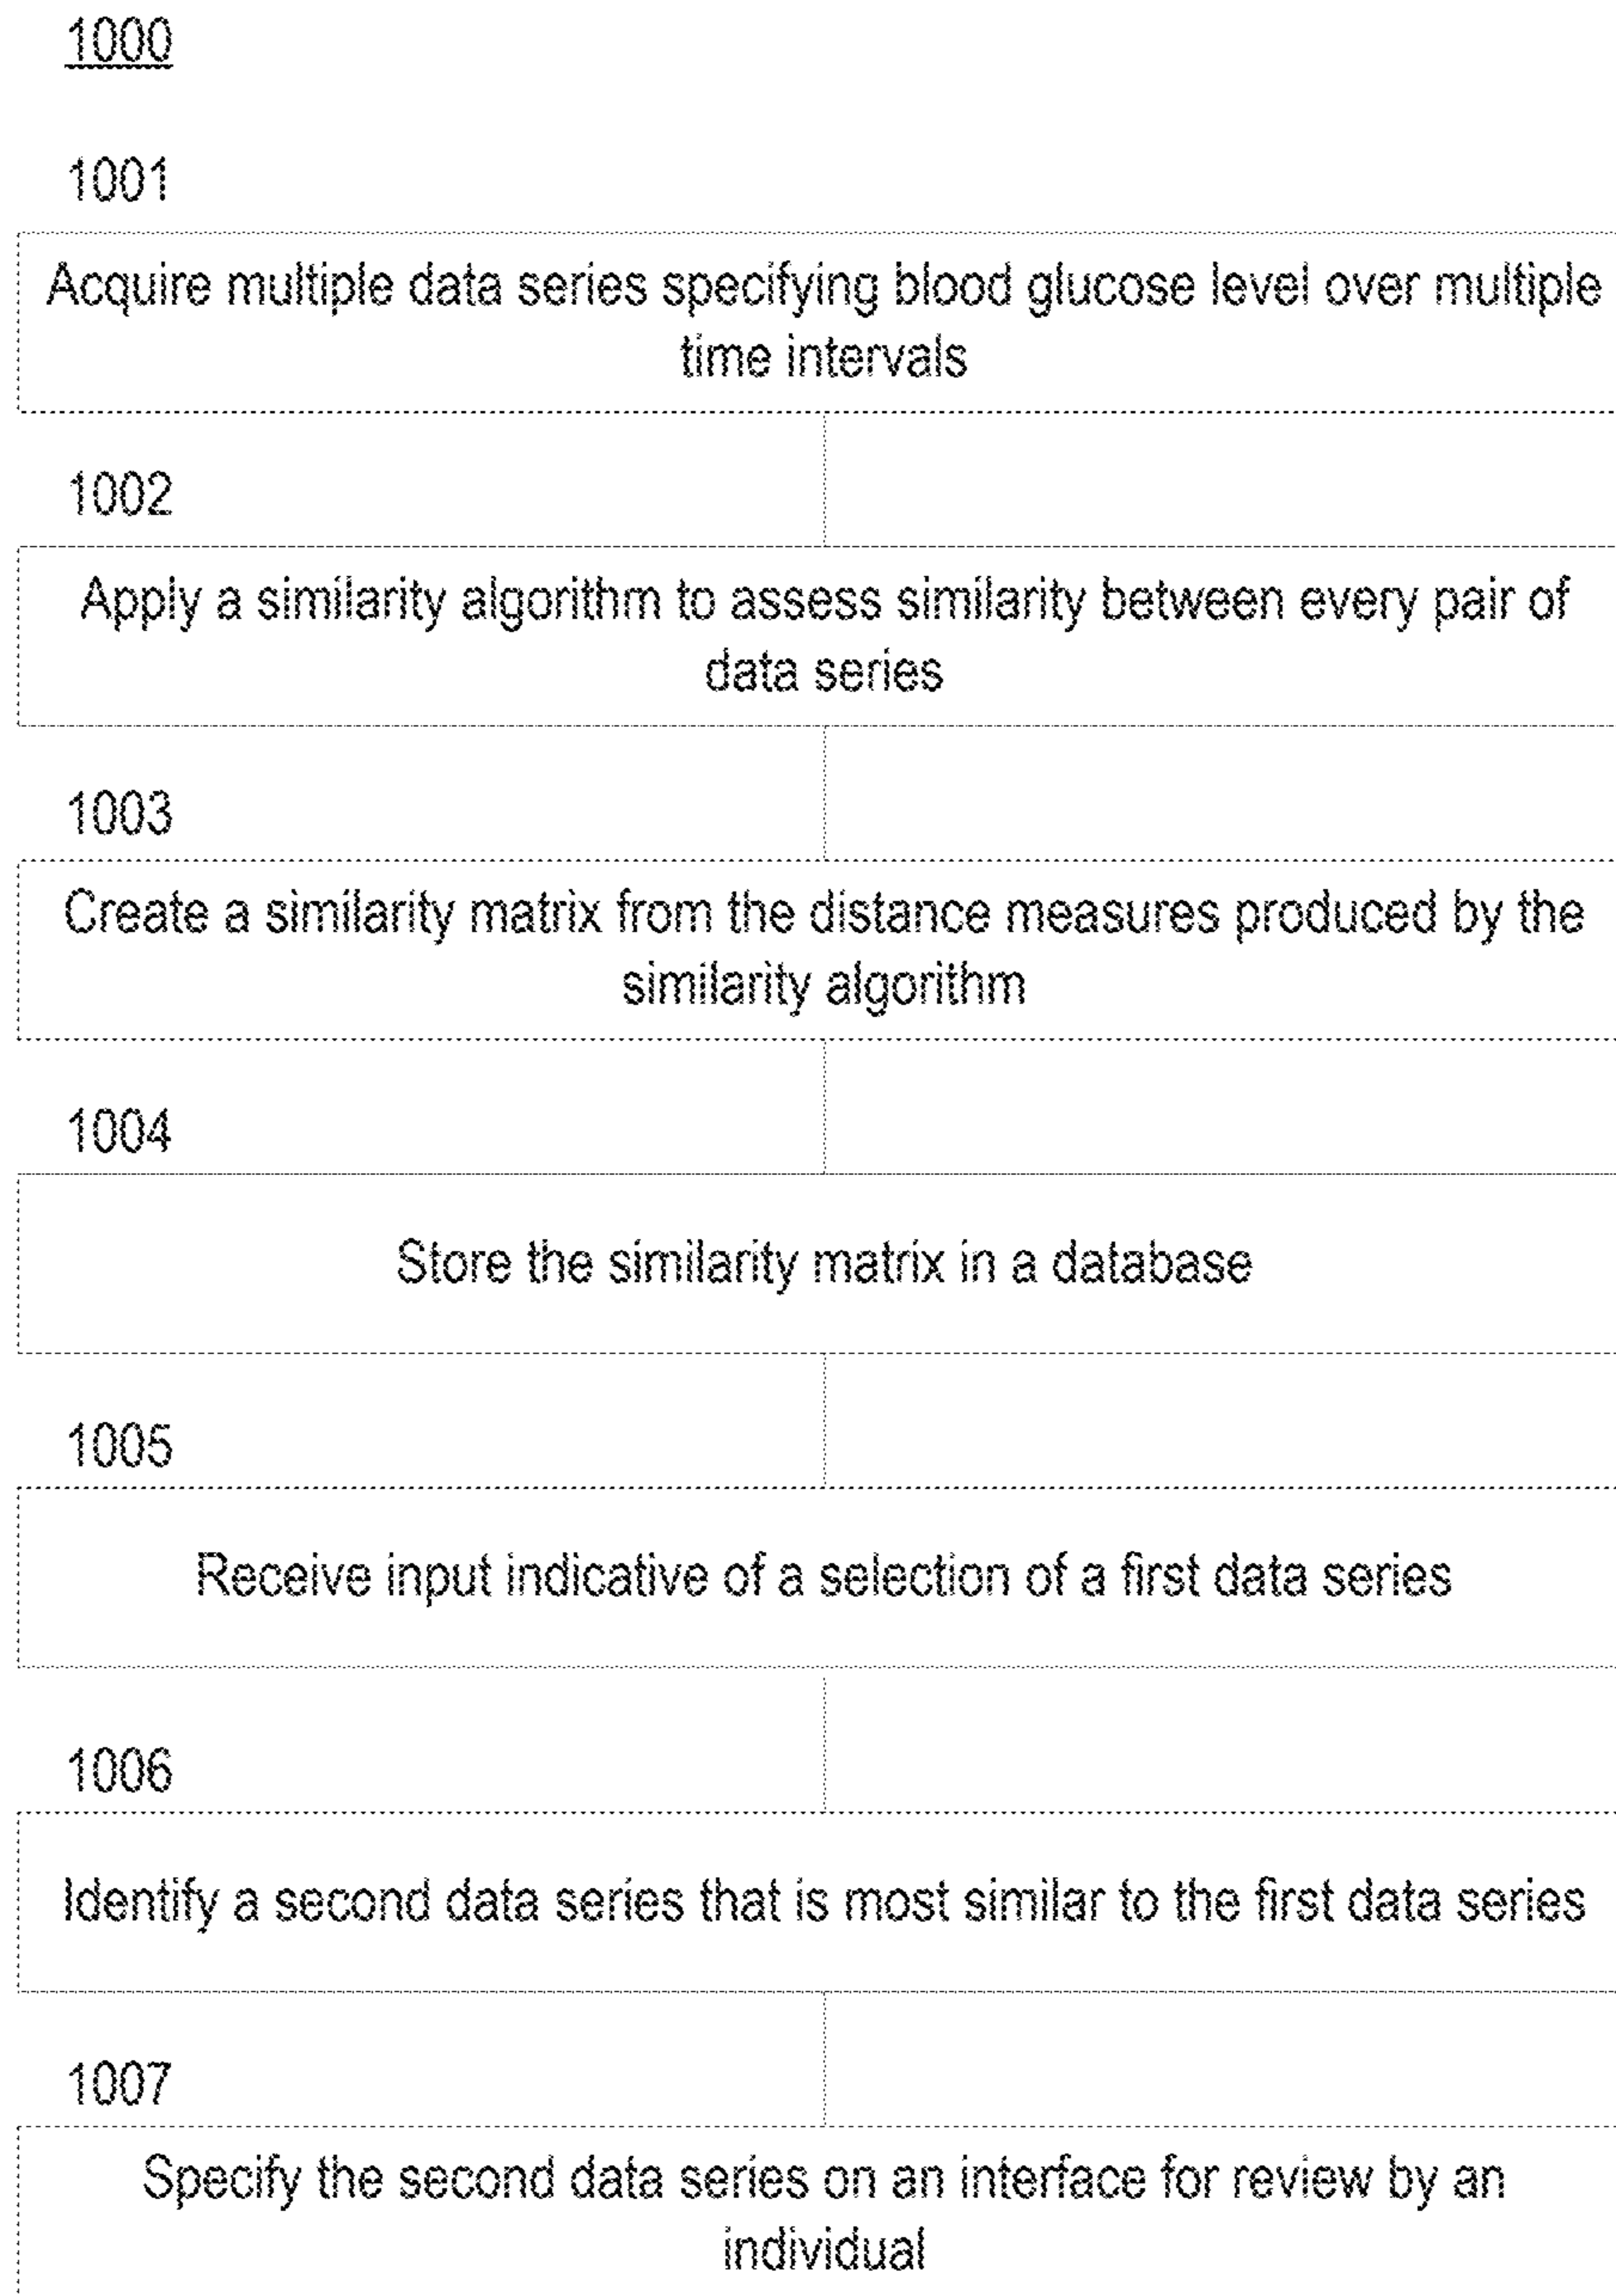 1000
1001
Acquire multiple data series specifying blood glucose level over multiple
time intervals
1002
Apply a similarity algorithm to assess similarity between every pair of
data series
1003
Create a similarity matrix from the distance measures produced by the
similarity algorithm
1004
Store the similarity matrix in a database
1005
Receive input indicative of a selection of a first data series
1006
Identify a second data series that is most similar to the first data series
1007
Specify the second data series on an interface for review by an
individual